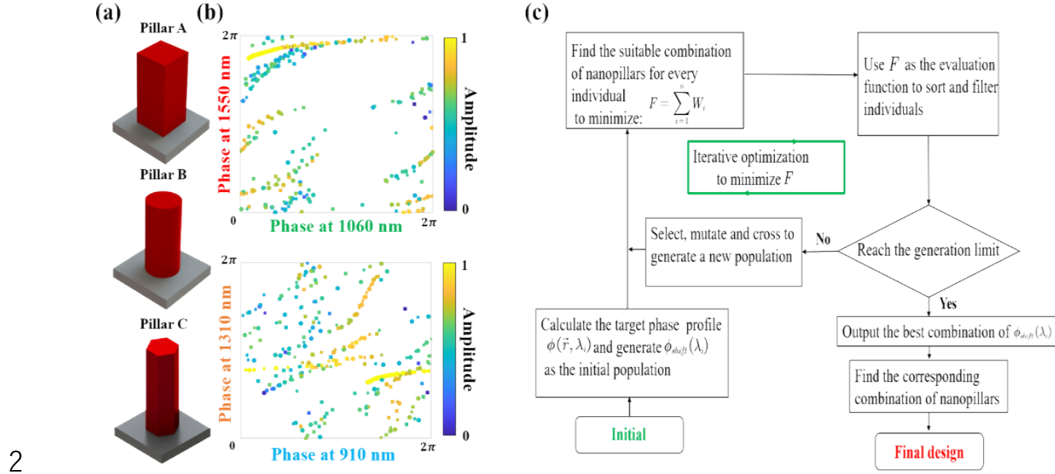 (a)
Pillar A
Pillar B
Pillar C
(b)
2π
Phase at 1550 nm
0
Phase at 1060 nm
2π
1
Amplitude
0
2π
Phase at 1310 nm
0
Phase at 910 nm
2π
1
Amplitude
0
(c)
Find the suitable combination
of nanopillars for every
individual
to minimize: F = \sum_{i=1}^{n} W_i
Use F as the evaluation
function to sort and filter
individuals
Iterative optimization
to minimize F
Select, mutate and cross to
generate a new population
No
Reach the generation limit
Yes
Calculate the target phase profile
ϕ(r⃗, λ_i) and generate ϕ_shift(λ_i)
as the initial population
Initial
Output the best combination of ϕ_shift(λ_i)
Find the corresponding
combination of nanopillars
Final design
2